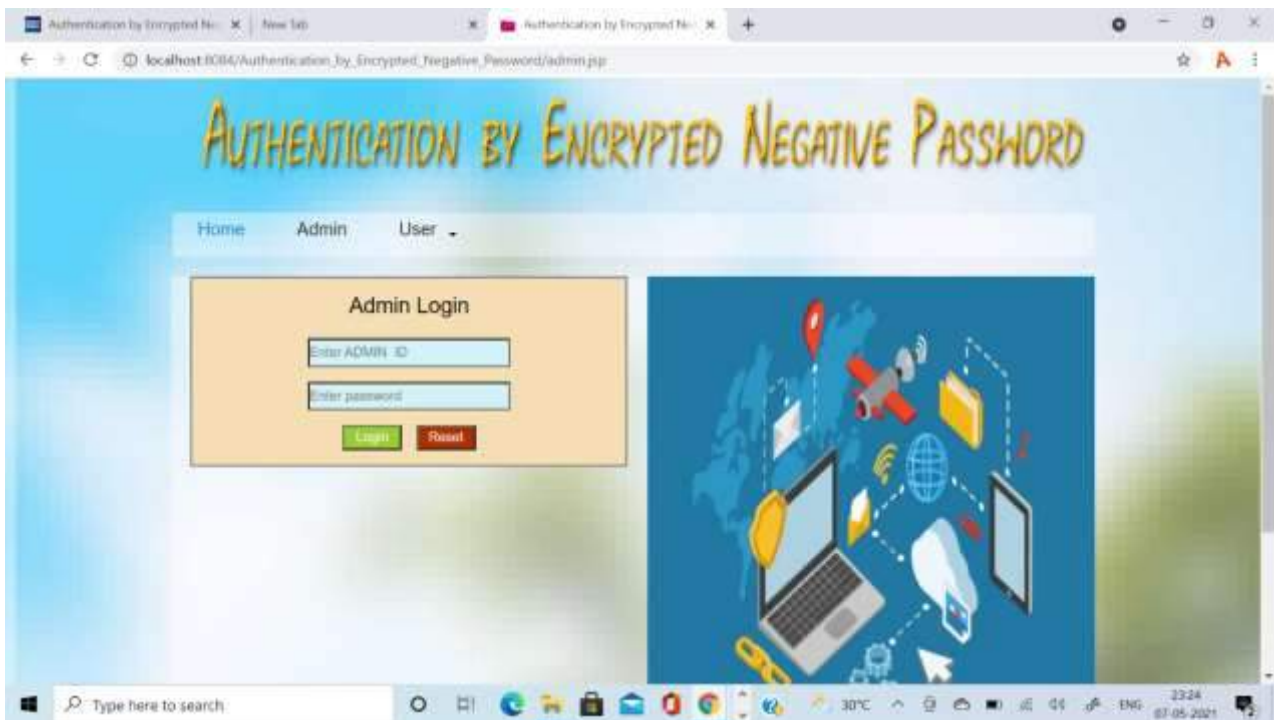 Authentication by Encrypted Ne
New Tab
Authentication by Encrypted Ne
localhost:8084/Authentication_by_Encrypted_Negative_Password/admin.jsp
AUTHENTICATION BY ENCRYPTED NEGATIVE PASSWORD
Home Admin User
Admin Login
Enter ADMIN ID
Enter password
Login Reset
Type here to search
30°C
ENG
23:24
07-05-2021